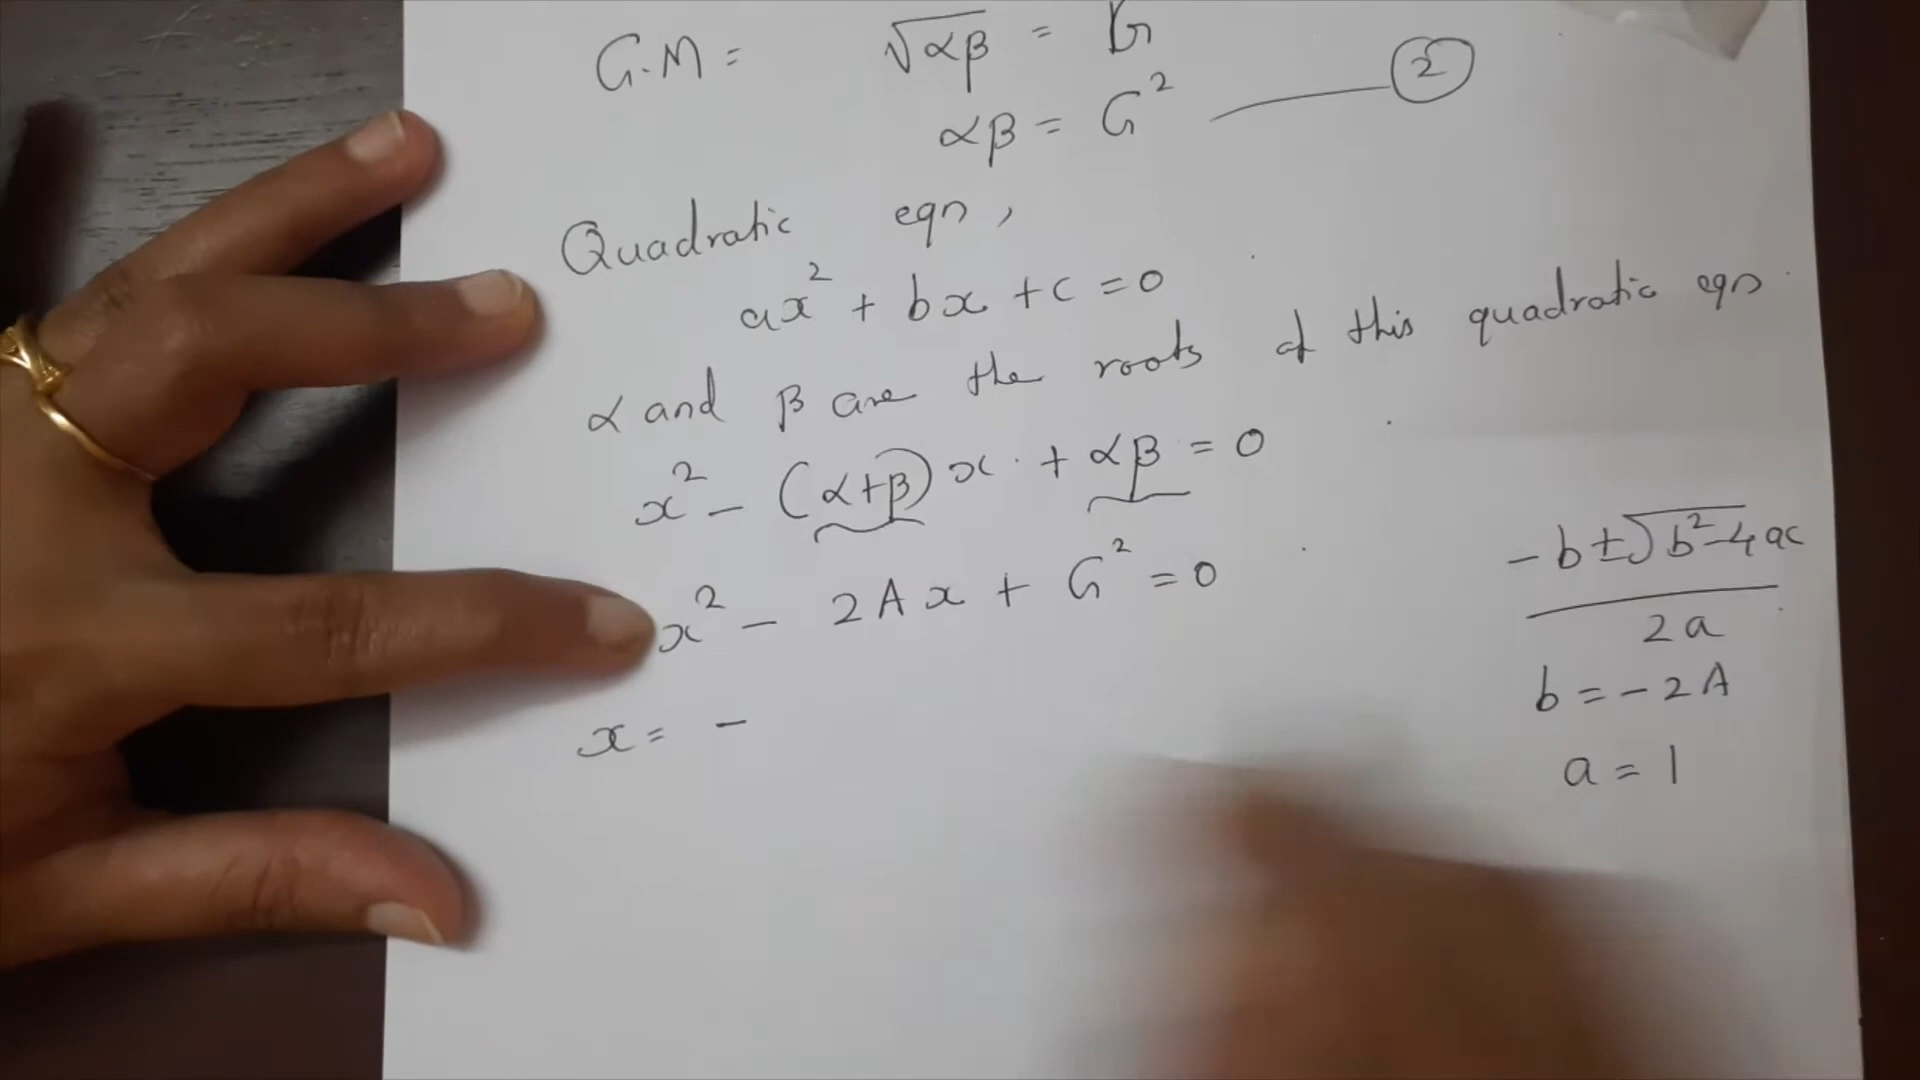 G.M = √αβ = G
αβ = G² ②
Quadratic eqn,
ax² + bx + c = 0
α and β are the roots of this quadratic eqn
x² - (α+β)x + αβ = 0
x² - 2Ax + G² = 0
x = -
-b ± √b²-4ac
2a
b = -2A
a = 1